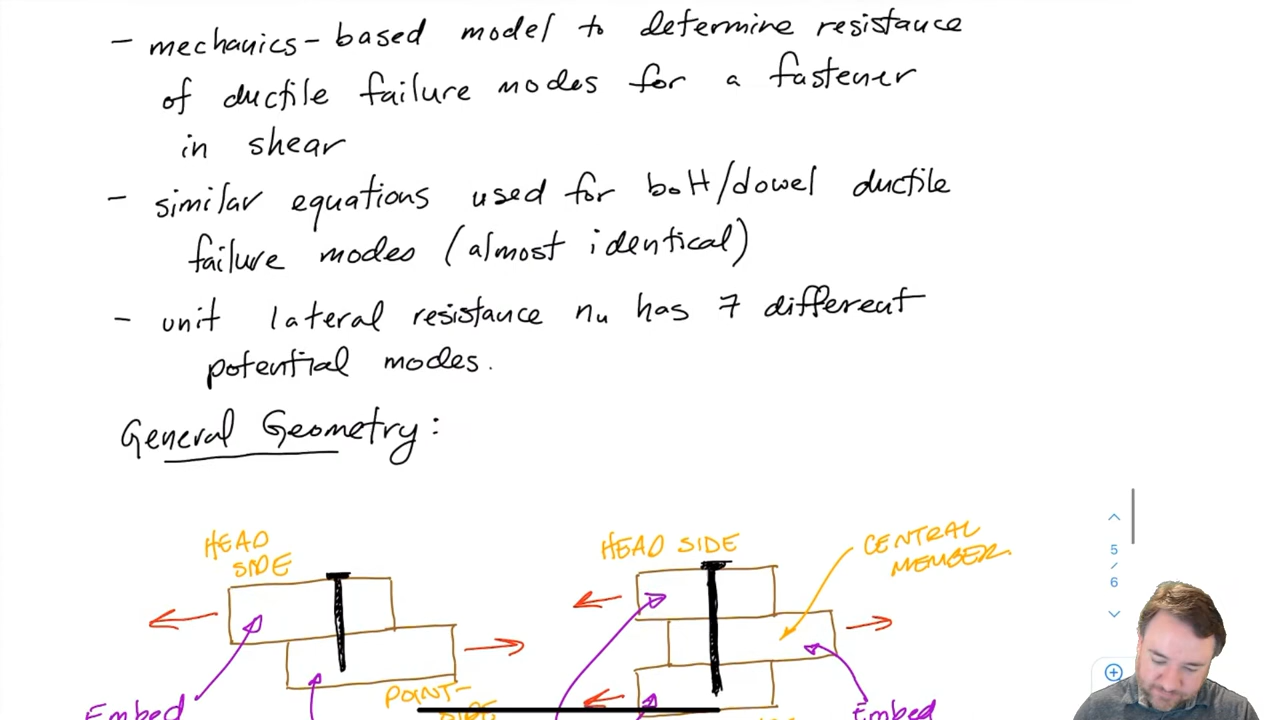 - mechanics-based model to determine resistance
of ductile failure modes for a fastener
in shear
- similar equations used for bolt/dowel ductile
failure modes (almost identical)
- unit lateral resistance nu has 7 different
potential modes.
General Geometry:
HEAD
SIDE
HEAD SIDE
CENTRAL
MEMBER
5
/
6
POINT-
SIDE
Embed
Embed